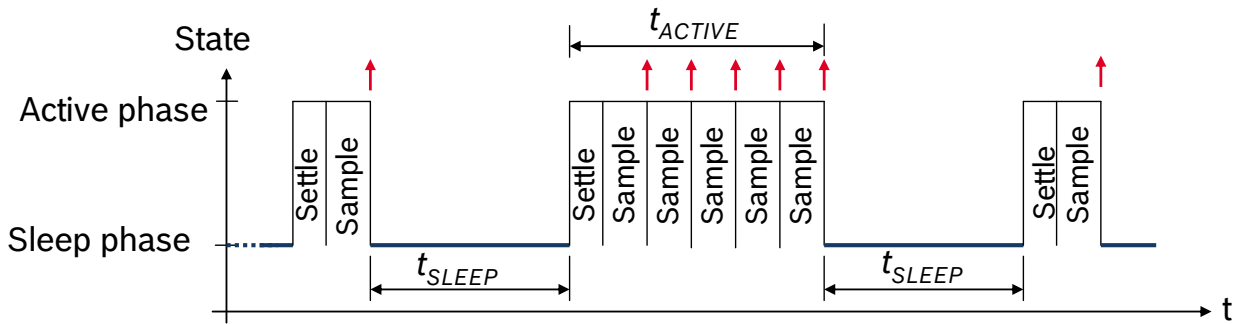 t_ACTIVE
State
Active phase
Settle
Sample
Settle
Sample
Sample
Sample
Sample
Sample
Settle
Sample
Sleep phase
t_SLEEP
t_SLEEP
t